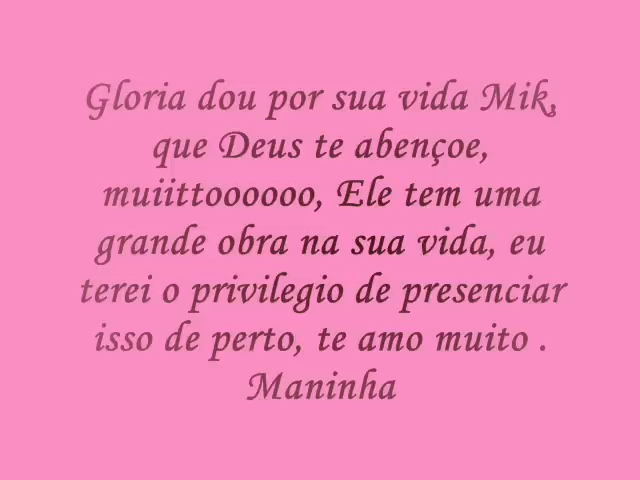 Gloria dou por sua vida Mik,
que Deus te abençoe,
muiittoooooo, Ele tem uma
grande obra na sua vida, eu
terei o privilegio de presenciar
isso de perto, te amo muito .
Maninha